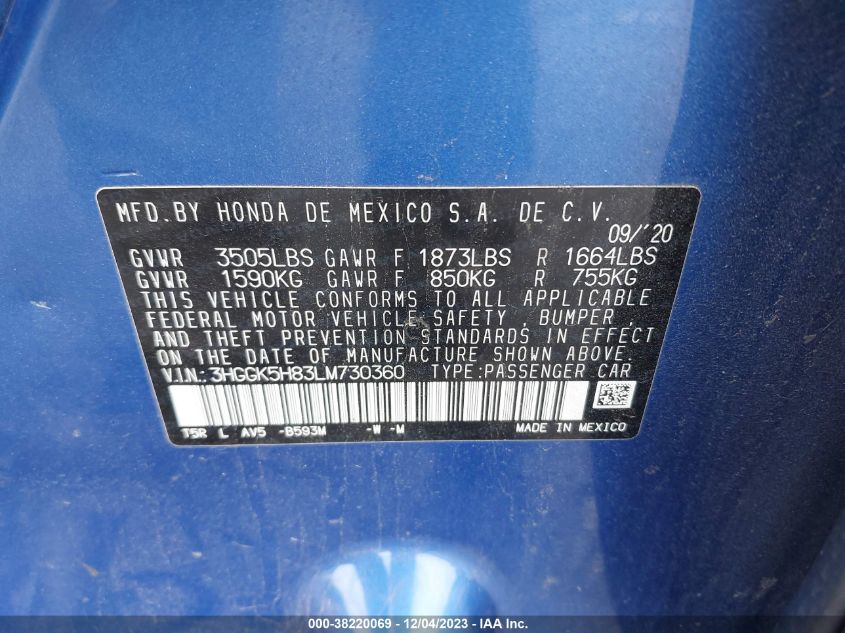 MFD.BY HONDA DE MEXICO S.A. DE C.V.
09/'20
GVWR 3505LBS GAWR F 1873LBS R 1664LBS
GVWR 1590KG GAWR F 850KG R 755KG
THIS VEHICLE CONFORMS TO ALL APPLICABLE
FEDERAL MOTOR VEHICLE SAFETY, BUMPER,
AND THEFT PREVENTION STANDARDS IN EFFECT
ON THE DATE OF MANUFACTURE SHOWN ABOVE.
V.I.N.: 3HGGK5H83LM730360 TYPE:PASSENGER CAR
T5R L AV5 -B593M -W -M MADE IN MEXICO
000-38220069 - 12/04/2023 - IAAI.COM